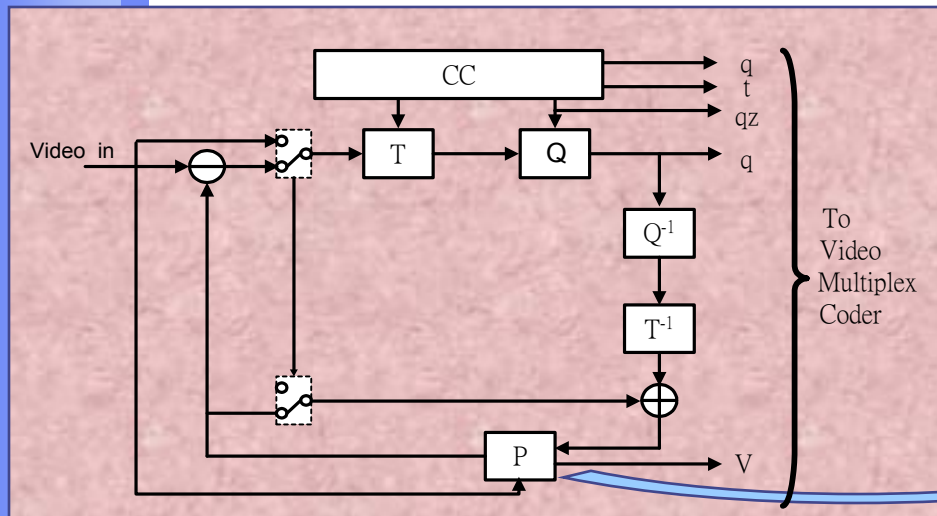 CC
q
t
qz
Video in
T
Q
q
Q-1
T-1
To
Video
Multiplex
Coder
P
V